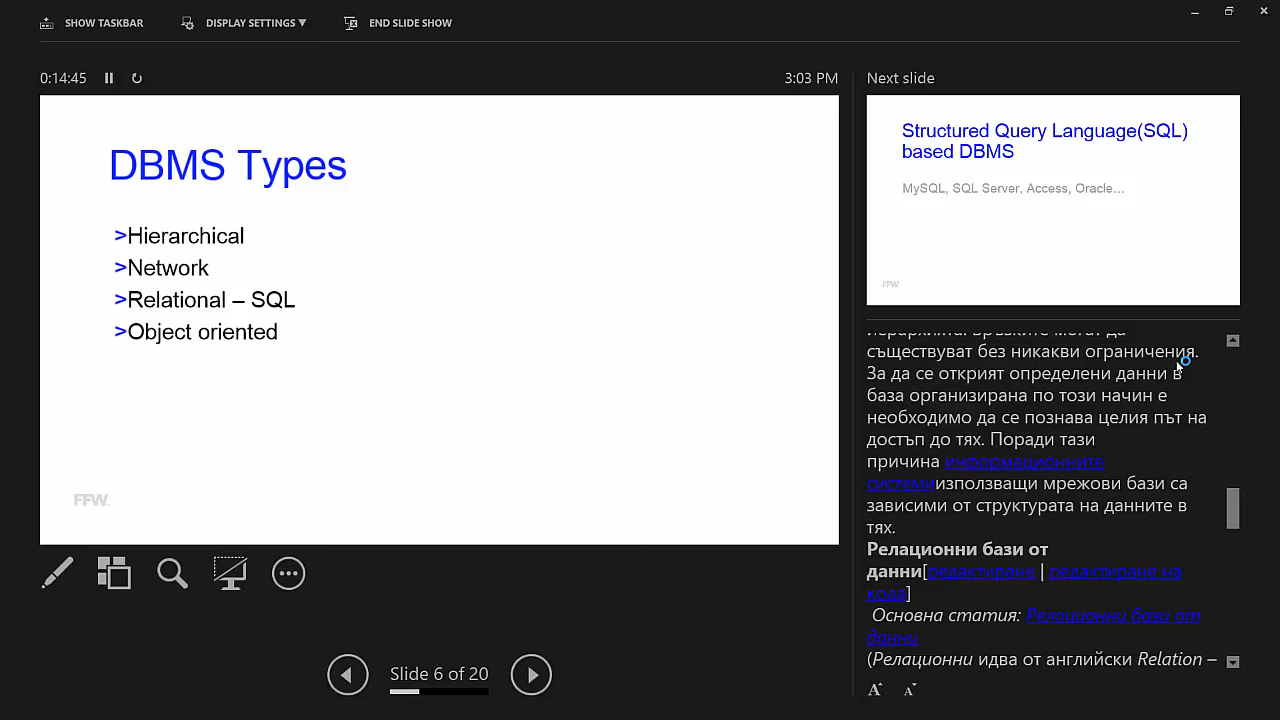 SHOW TASKBAR
DISPLAY SETTINGS ▼
END SLIDE SHOW
0:14:45
3:03 PM
DBMS Types
>Hierarchical
>Network
>Relational – SQL
>Object oriented
FFW.
Slide 6 of 20
Next slide
Structured Query Language(SQL)
based DBMS
MySQL, SQL Server, Access, Oracle...
FFW
йерархията. Връзките могат да
съществуват без никакви ограничения.
За да се открият определени данни в
база организирана по този начин е
необходимо да се познава целия път на
достъп до тях. Поради тази
причина информационните
системиизползващи мрежови бази са
зависими от структурата на данните в
тях.
Релационни бази от
данни[редактиране | редактиране на
кода]
Основна статия: Релационни бази от
данни
(Релационни идва от английски Relation –
A A